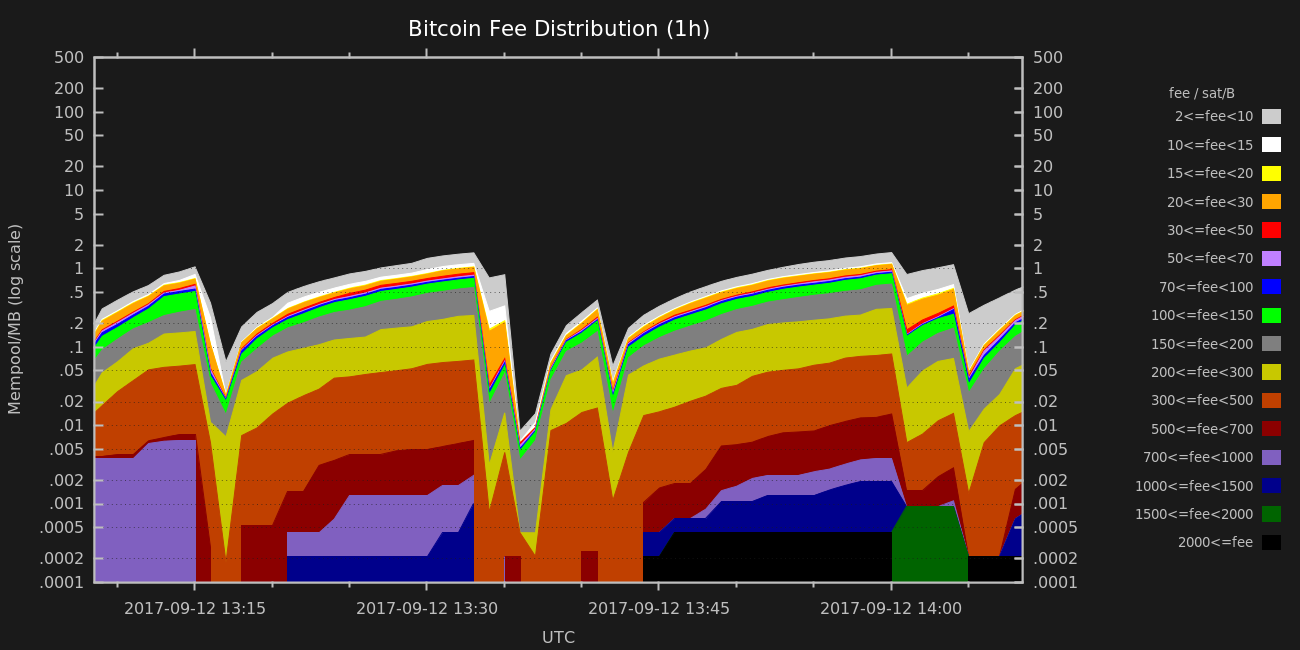 Bitcoin Fee Distribution (1h)
500
200
100
50
20
10
5
2
1
.5
.2
.1
.05
.02
.01
.005
.002
.001
.0005
.0002
.0001
Mempool/MB (log scale)
500
200
100
50
20
10
5
2
1
.5
.2
.1
.05
.02
.01
.005
.002
.001
.0005
.0002
.0001
2017-09-12 13:15 2017-09-12 13:30 2017-09-12 13:45 2017-09-12 14:00
UTC
fee / sat/B
2<=fee<10
10<=fee<15
15<=fee<20
20<=fee<30
30<=fee<50
50<=fee<70
70<=fee<100
100<=fee<150
150<=fee<200
200<=fee<300
300<=fee<500
500<=fee<700
700<=fee<1000
1000<=fee<1500
1500<=fee<2000
2000<=fee